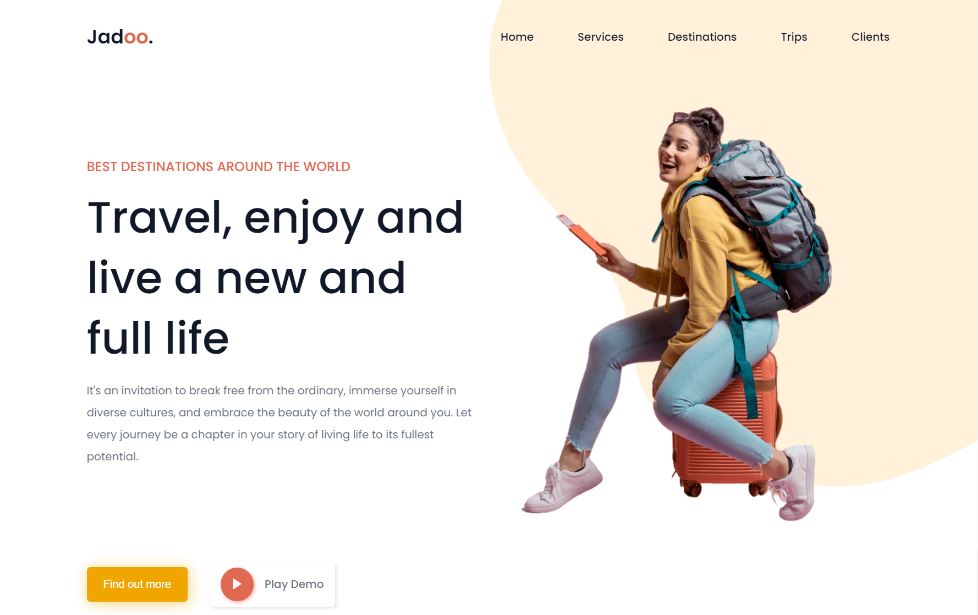 Jadoo.
Home Services Destinations Trips Clients
BEST DESTINATIONS AROUND THE WORLD
Travel, enjoy and
live a new and
full life
It's an invitation to break free from the ordinary, immerse yourself in
diverse cultures, and embrace the beauty of the world around you. Let
every journey be a chapter in your story of living life to its fullest
potential.
Find out more
Play Demo